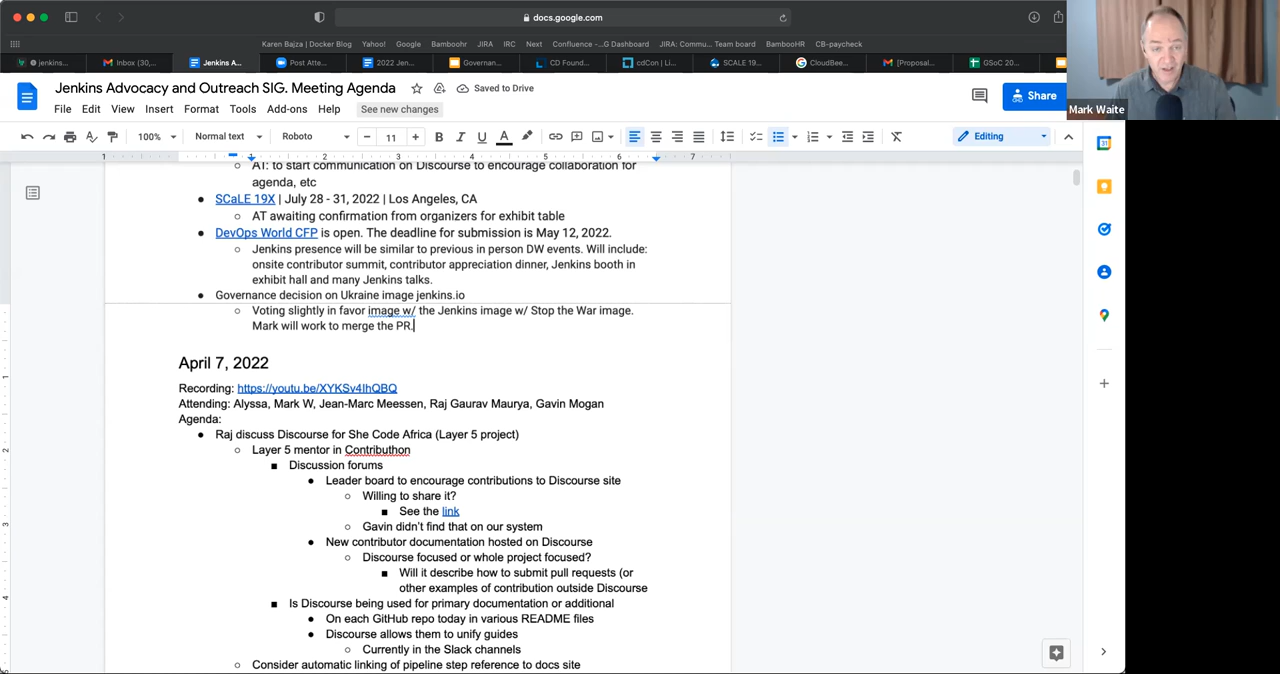 docs.google.com
Karen Bajza | Docker Blog Yahoo! Google Bamboohr JIRA IRC Next Confluence -...G Dashboard JIRA: Commu... Team board BambooHR CB-paycheck
jenkins... Inbox (30,... Jenkins A... Post Atte... 2022 Jen... Governan... CD Found... cdCon | Li... SCALE 19... CloudBee... [Proposal... GSoC 20...
Jenkins Advocacy and Outreach SIG. Meeting Agenda Saved to Drive
Share
Mark Waite
File Edit View Insert Format Tools Add-ons Help See new changes
100% Normal text Roboto 11 Editing
1 1 2 3 4 5 6 7
AT: to start communication on Discourse to encourage collaboration for
agenda, etc
SCaLE 19X | July 28 - 31, 2022 | Los Angeles, CA
AT awaiting confirmation from organizers for exhibit table
DevOps World CFP is open. The deadline for submission is May 12, 2022.
Jenkins presence will be similar to previous in person DW events. Will include:
onsite contributor summit, contributor appreciation dinner, Jenkins booth in
exhibit hall and many Jenkins talks.
Governance decision on Ukraine image jenkins.io
Voting slightly in favor image w/ the Jenkins image w/ Stop the War image.
Mark will work to merge the PR.
April 7, 2022
Recording: https://youtu.be/XYKSv4IhQBQ
Attending: Alyssa, Mark W, Jean-Marc Meessen, Raj Gaurav Maurya, Gavin Mogan
Agenda:
Raj discuss Discourse for She Code Africa (Layer 5 project)
Layer 5 mentor in Contributhon
Discussion forums
Leader board to encourage contributions to Discourse site
Willing to share it?
See the link
Gavin didn't find that on our system
New contributor documentation hosted on Discourse
Discourse focused or whole project focused?
Will it describe how to submit pull requests (or
other examples of contribution outside Discourse
Is Discourse being used for primary documentation or additional
On each GitHub repo today in various README files
Discourse allows them to unify guides
Currently in the Slack channels
Consider automatic linking of pipeline step reference to docs site